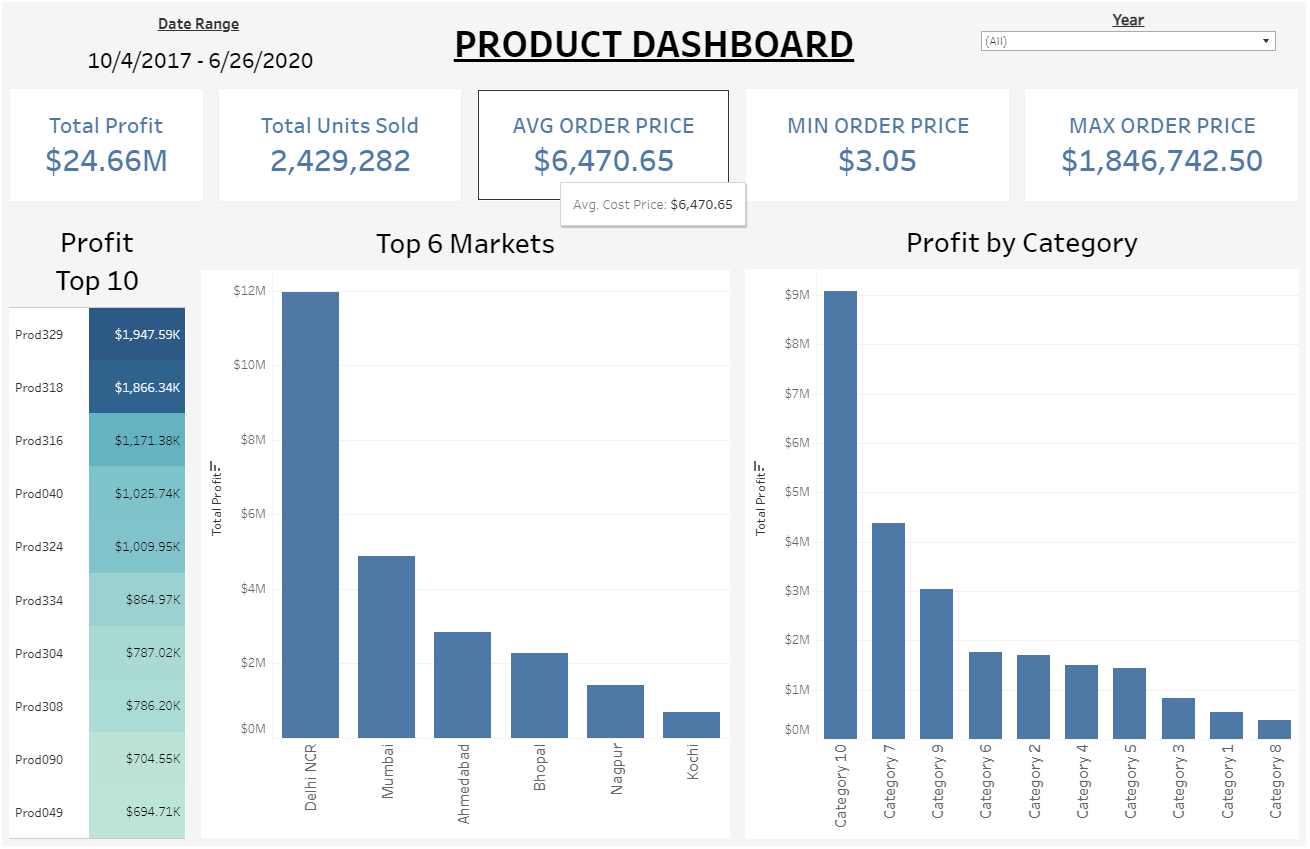 Date Range
10/4/2017 - 6/26/2020
PRODUCT DASHBOARD
Year
(All)
Total Profit
$24.66M
Total Units Sold
2,429,282
AVG ORDER PRICE
$6,470.65
MIN ORDER PRICE
$3.05
MAX ORDER PRICE
$1,846,742.50
Avg. Cost Price: $6,470.65
Profit
Top 10
Prod329 $1,947.59K
Prod318 $1,866.34K
Prod316 $1,171.38K
Prod040 $1,025.74K
Prod324 $1,009.95K
Prod334 $864.97K
Prod304 $787.02K
Prod308 $786.20K
Prod090 $704.55K
Prod049 $694.71K
Top 6 Markets
Total Profit
$12M
$10M
$8M
$6M
$4M
$2M
$0M
Delhi NCR
Mumbai
Ahmedabad
Bhopal
Nagpur
Kochi
Profit by Category
Total Profit
$9M
$8M
$7M
$6M
$5M
$4M
$3M
$2M
$1M
$0M
Category 10
Category 7
Category 9
Category 6
Category 2
Category 4
Category 5
Category 3
Category 1
Category 8